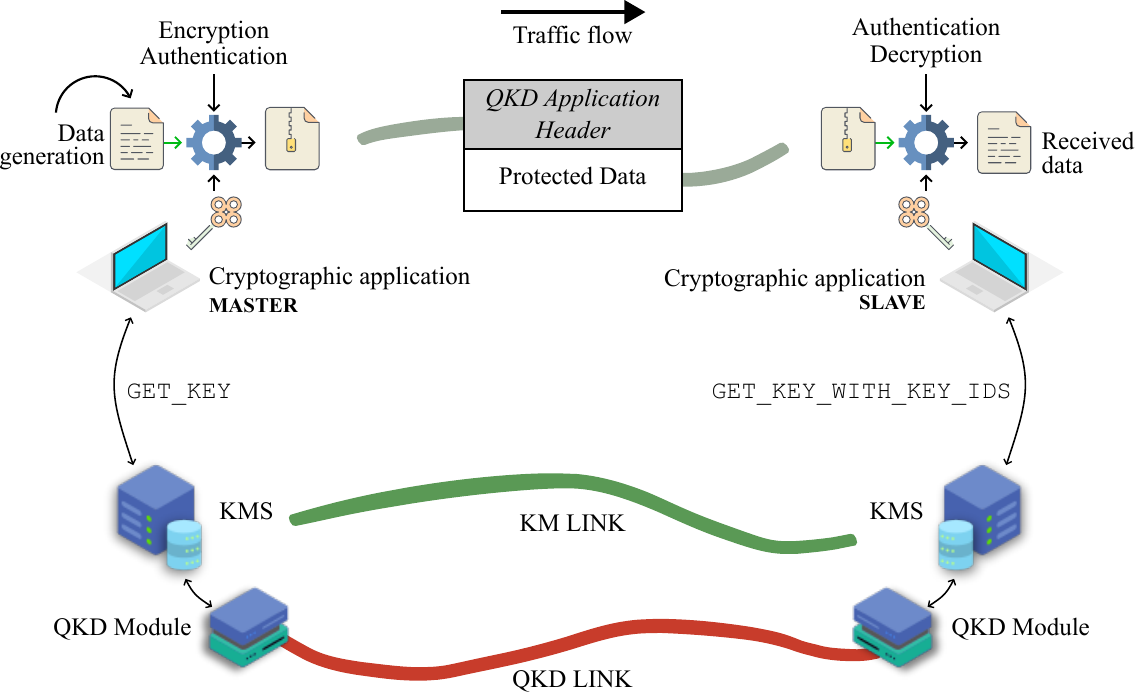 Encryption
Authentication
Traffic flow
Authentication
Decryption
Data
generation
QKD Application
Header
Protected Data
Received
data
Cryptographic application
MASTER
Cryptographic application
SLAVE
GET_KEY
GET_KEY_WITH_KEY_IDS
KMS
KM LINK
KMS
QKD Module
QKD LINK
QKD Module